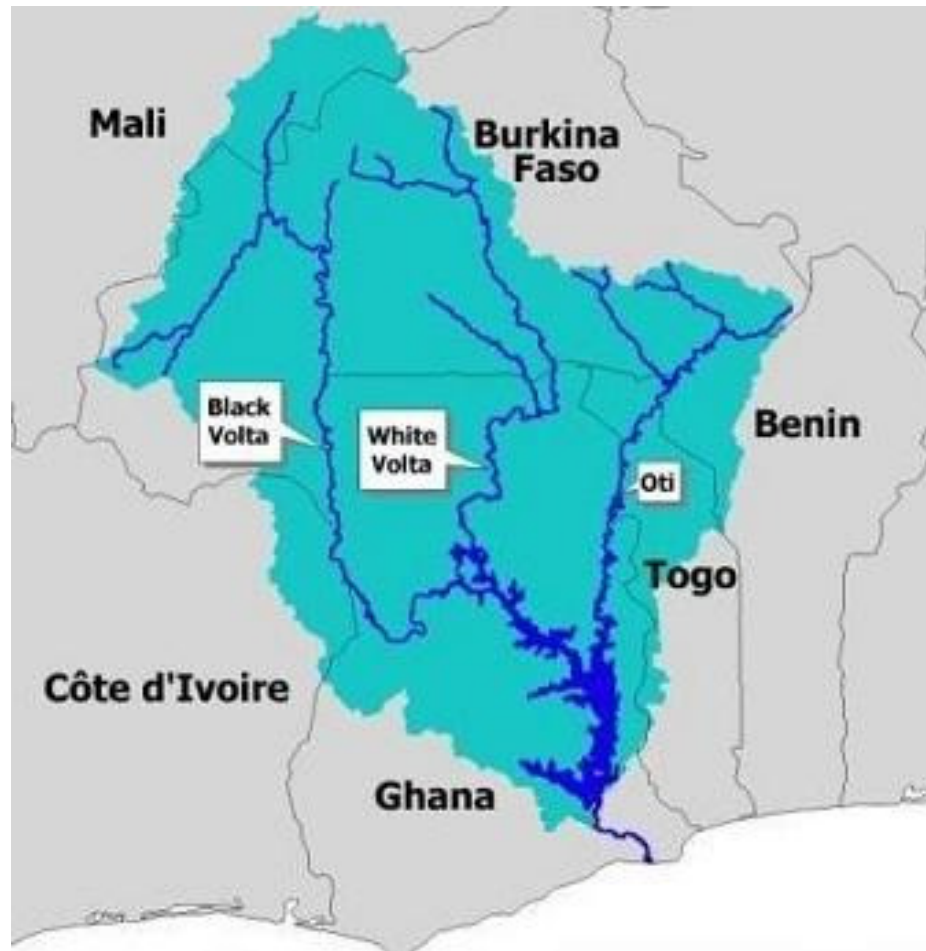 Mali
Burkina
Faso
Black
Volta
White
Volta
Benin
Oti
Togo
Côte d'Ivoire
Ghana